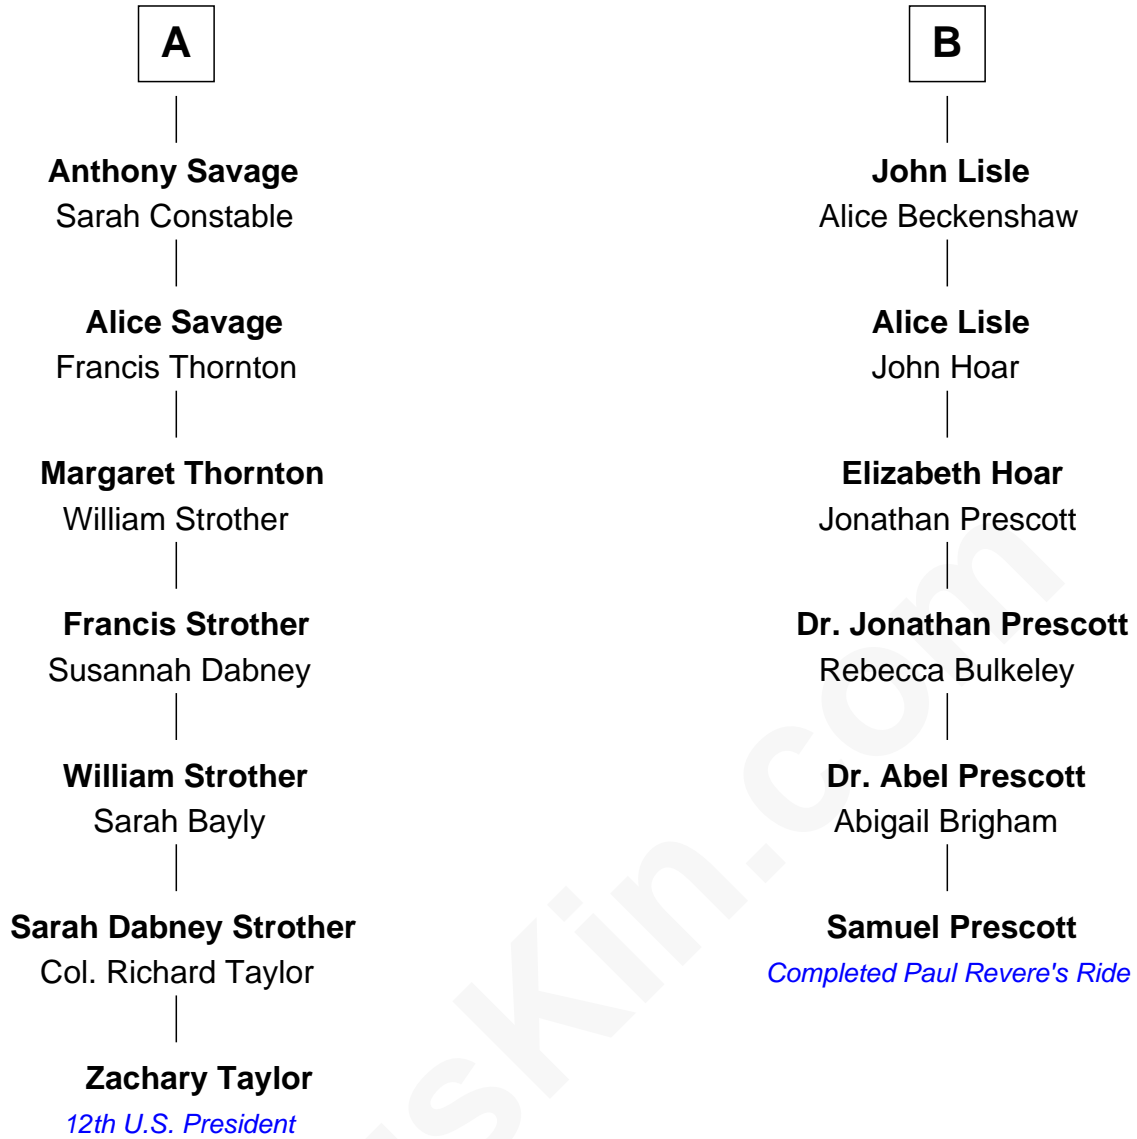 A
Anthony Savage
Sarah Constable
Alice Savage
Francis Thornton
Margaret Thornton
William Strother
Francis Strother
Susannah Dabney
William Strother
Sarah Bayly
Sarah Dabney Strother
Col. Richard Taylor
Zachary Taylor
12th U.S. President
B
John Lisle
Alice Beckenshaw
Alice Lisle
John Hoar
Elizabeth Hoar
Jonathan Prescott
Dr. Jonathan Prescott
Rebecca Bulkeley
Dr. Abel Prescott
Abigail Brigham
Samuel Prescott
Completed Paul Revere's Ride
usKin.com